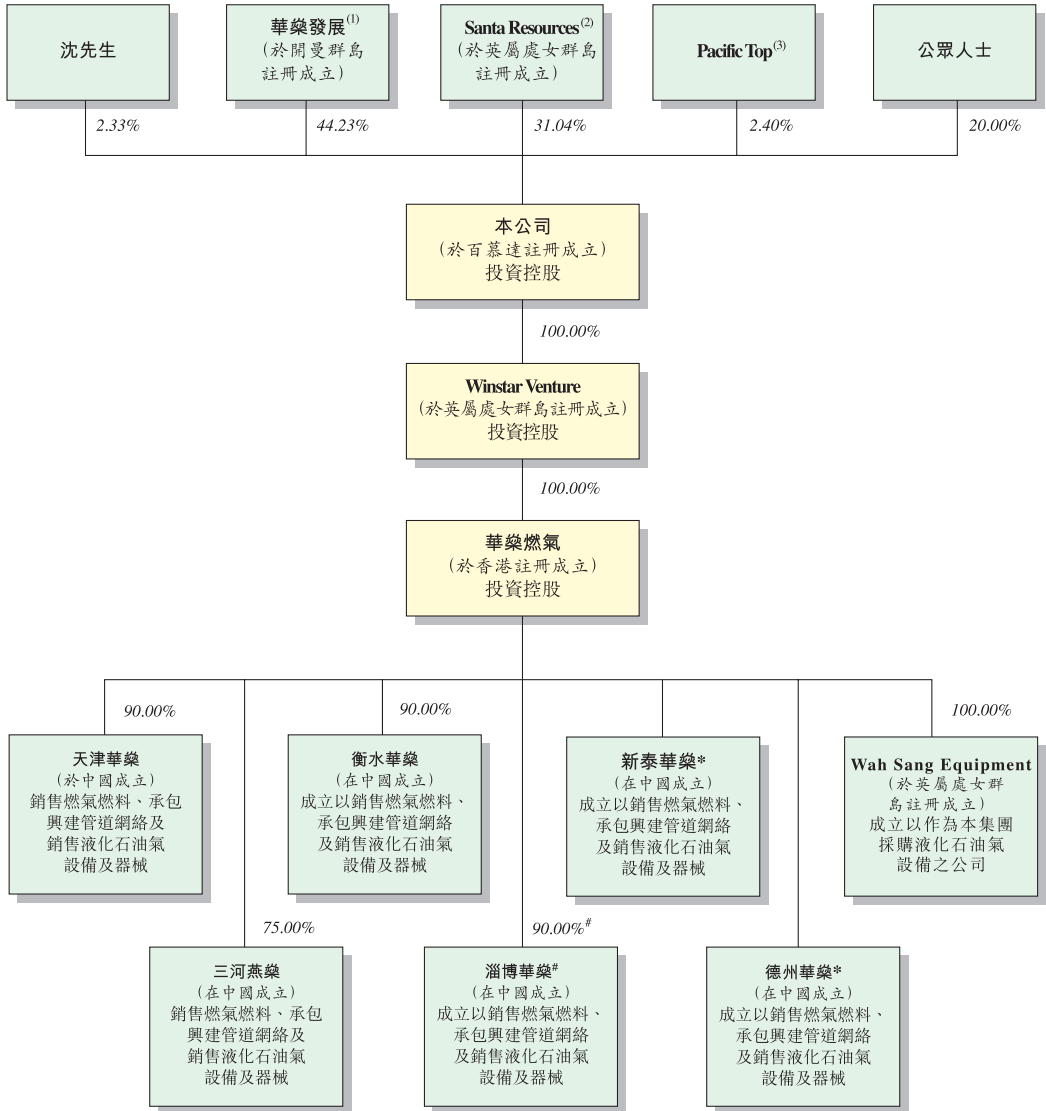 沈先生
華燊發展(1)
(於開曼群島
註冊成立)
Santa Resources(2)
(於英屬處女群島
註冊成立)
Pacific Top(3)
公眾人士
2.33%
44.23%
31.04%
2.40%
20.00%
本公司
(於百慕達註冊成立)
投資控股
100.00%
Winstar Venture
(於英屬處女群島註冊成立)
投資控股
100.00%
華燊燃氣
(於香港註冊成立)
投資控股
90.00%
90.00%
100.00%
天津華燊
(於中國成立)
銷售燃氣燃料、承包
興建管道網絡及
銷售液化石油氣
設備及器械
衡水華燊
(在中國成立)
成立以銷售燃氣燃料、
承包興建管道網絡
及銷售液化石油氣
設備及器械
新泰華燊*
(在中國成立)
成立以銷售燃氣燃料、
承包興建管道網絡
及銷售液化石油氣
設備及器械
Wah Sang Equipment
(於英屬處女群
島註冊成立)
成立以作為本集團
採購液化石油氣
設備之公司
75.00%
90.00%#
三河燕燊
(在中國成立)
銷售燃氣燃料、承包
興建管道網絡及
銷售液化石油氣
設備及器械
淄博華燊#
(在中國成立)
成立以銷售燃氣燃料、
承包興建管道網絡
及銷售液化石油氣
設備及器械
德州華燊*
(在中國成立)
成立以銷售燃氣燃料、
承包興建管道網絡
及銷售液化石油氣
設備及器械